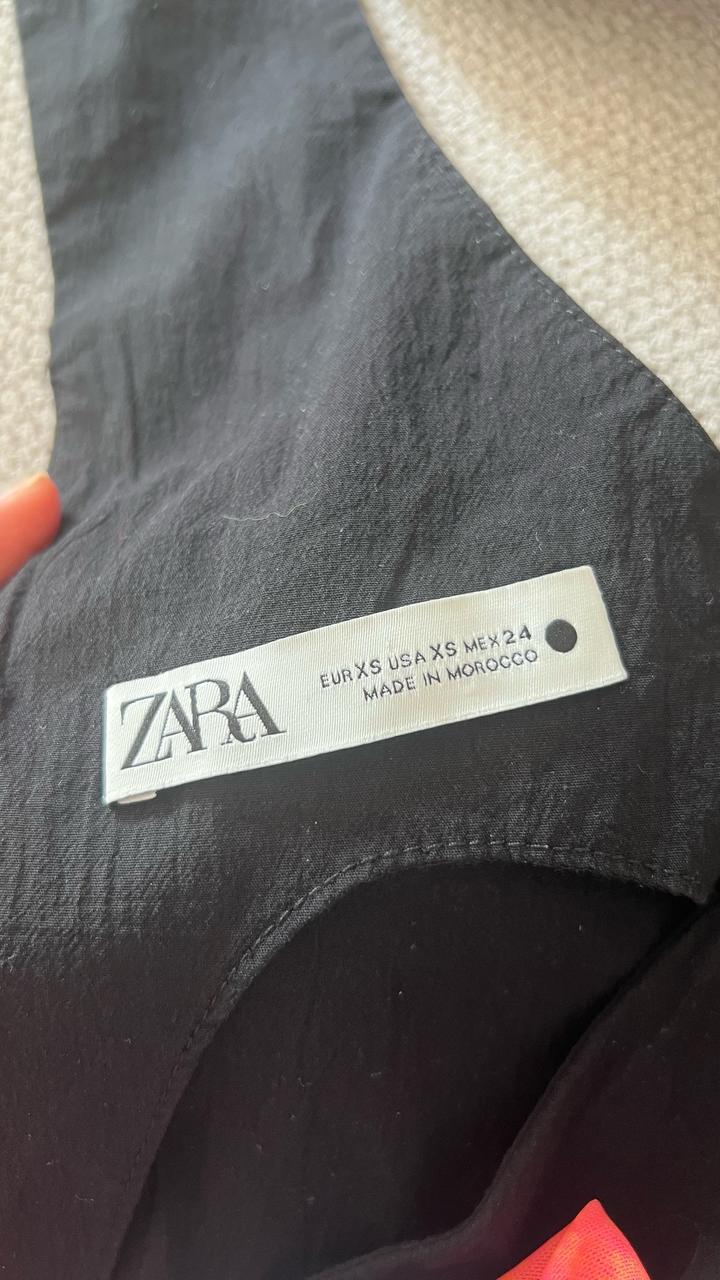 ZARA
EUR XS USA XS MEX 24
MADE IN MOROCCO